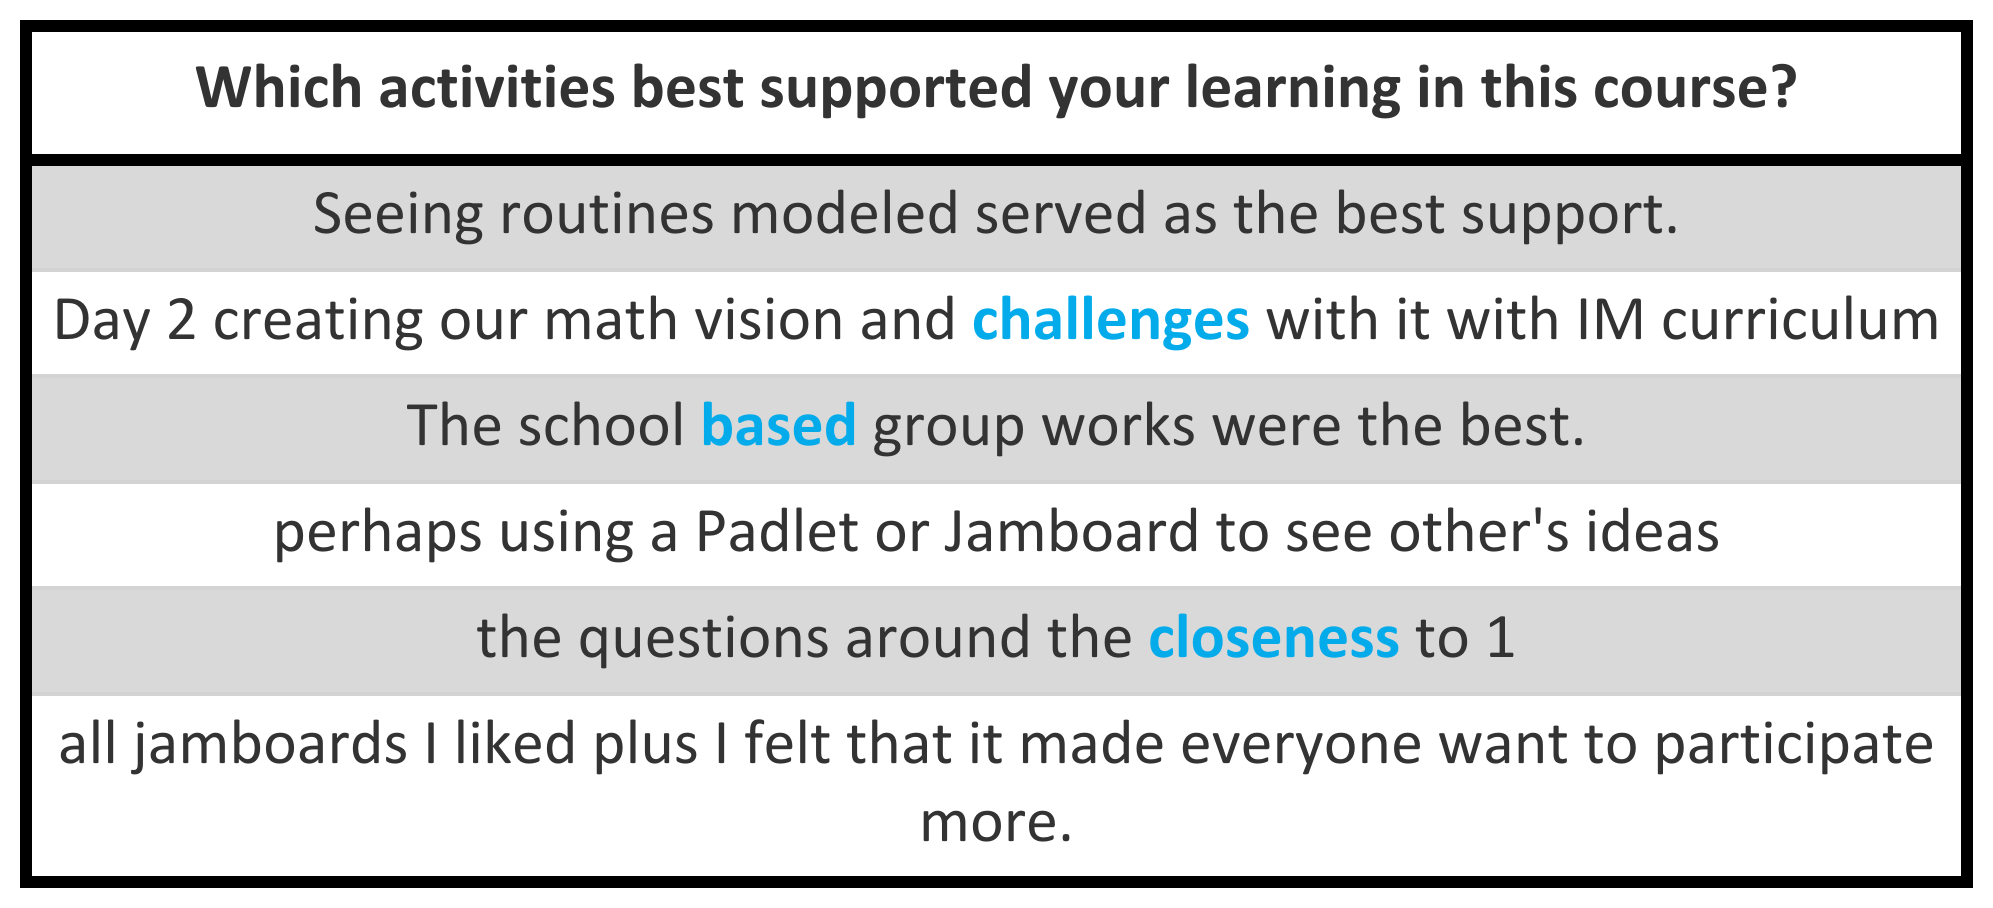 Which activities best supported your learning in this course?
Seeing routines modeled served as the best support.
Day 2 creating our math vision and challenges with it with IM curriculum
The school based group works were the best.
perhaps using a Padlet or Jamboard to see other's ideas
the questions around the closeness to 1
all jamboards I liked plus I felt that it made everyone want to participate
more.